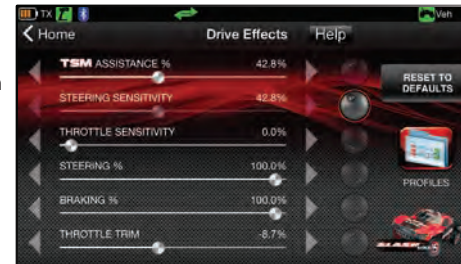 TX Veh
Home Drive Effects Help
TSM ASSISTANCE % 42.8%
RESET TO
DEFAULTS
STEERING SENSITIVITY 42.8%
THROTTLE SENSITIVITY 0.0%
STEERING % 100.0%
PROFILES
BRAKING % 100.0%
THROTTLE TRIM -8.7%
SLASH